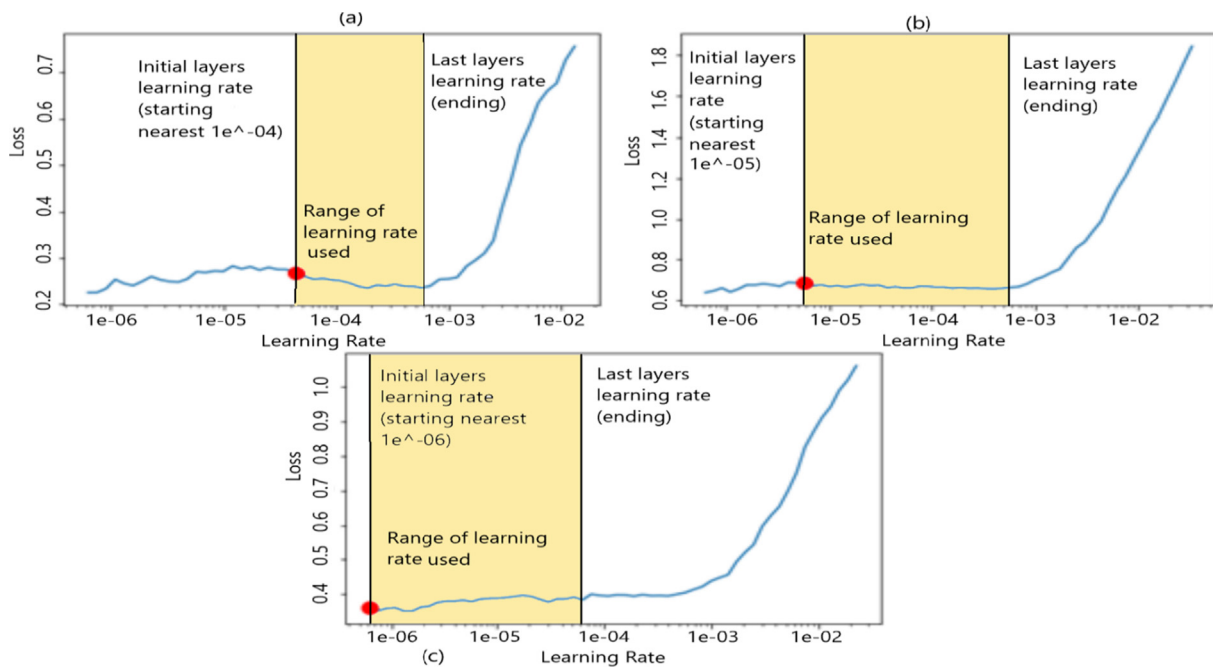 (a)
Loss
0.7
0.6
0.5
0.4
0.3
0.2
Initial layers
learning rate
(starting
nearest 1e^-04)
Last layers
learning rate
(ending)
Range of
learning rate
used
1e-06
1e-05
1e-04
1e-03
1e-02
Learning Rate
(b)
Loss
1.8
1.6
1.4
1.2
1.0
0.8
0.6
Initial layers
learning
rate
(starting
nearest
1e^-05)
Last layers
learning rate
(ending)
Range of learning
rate used
1e-06
1e-05
1e-04
1e-03
1e-02
Learning Rate
Loss
1.0
0.9
0.8
0.7
0.6
0.5
0.4
Initial layers
learning rate
(starting nearest
1e^-06)
Last layers
learning rate
(ending)
Range of learning
rate used
1e-06
1e-05
1e-04
1e-03
1e-02
(c)
Learning Rate